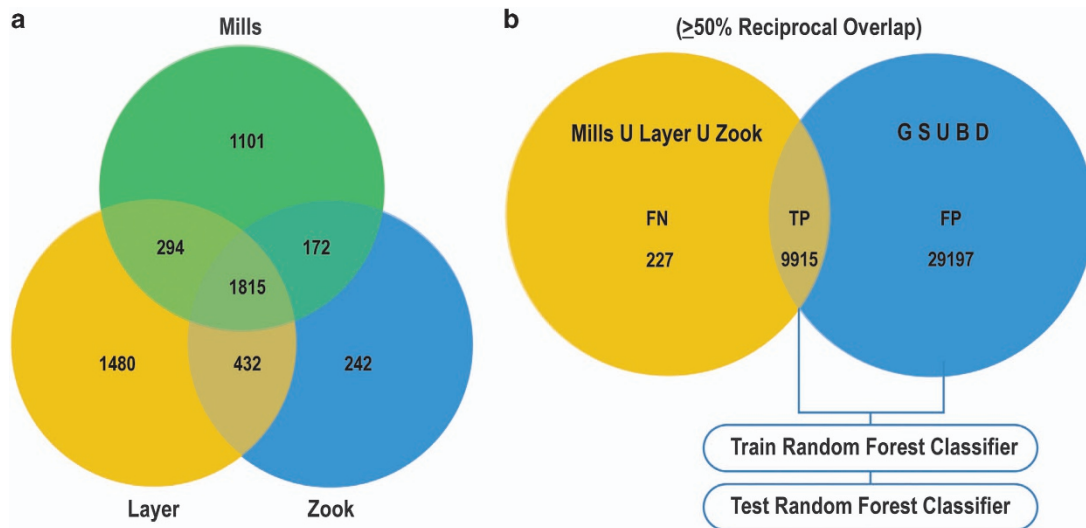 a
Mills
1101
294
172
1815
1480
432
242
Layer
Zook
b
(≥50% Reciprocal Overlap)
Mills U Layer U Zook
G S U B D
FN
TP
FP
227
9915
29197
Train Random Forest Classifier
Test Random Forest Classifier